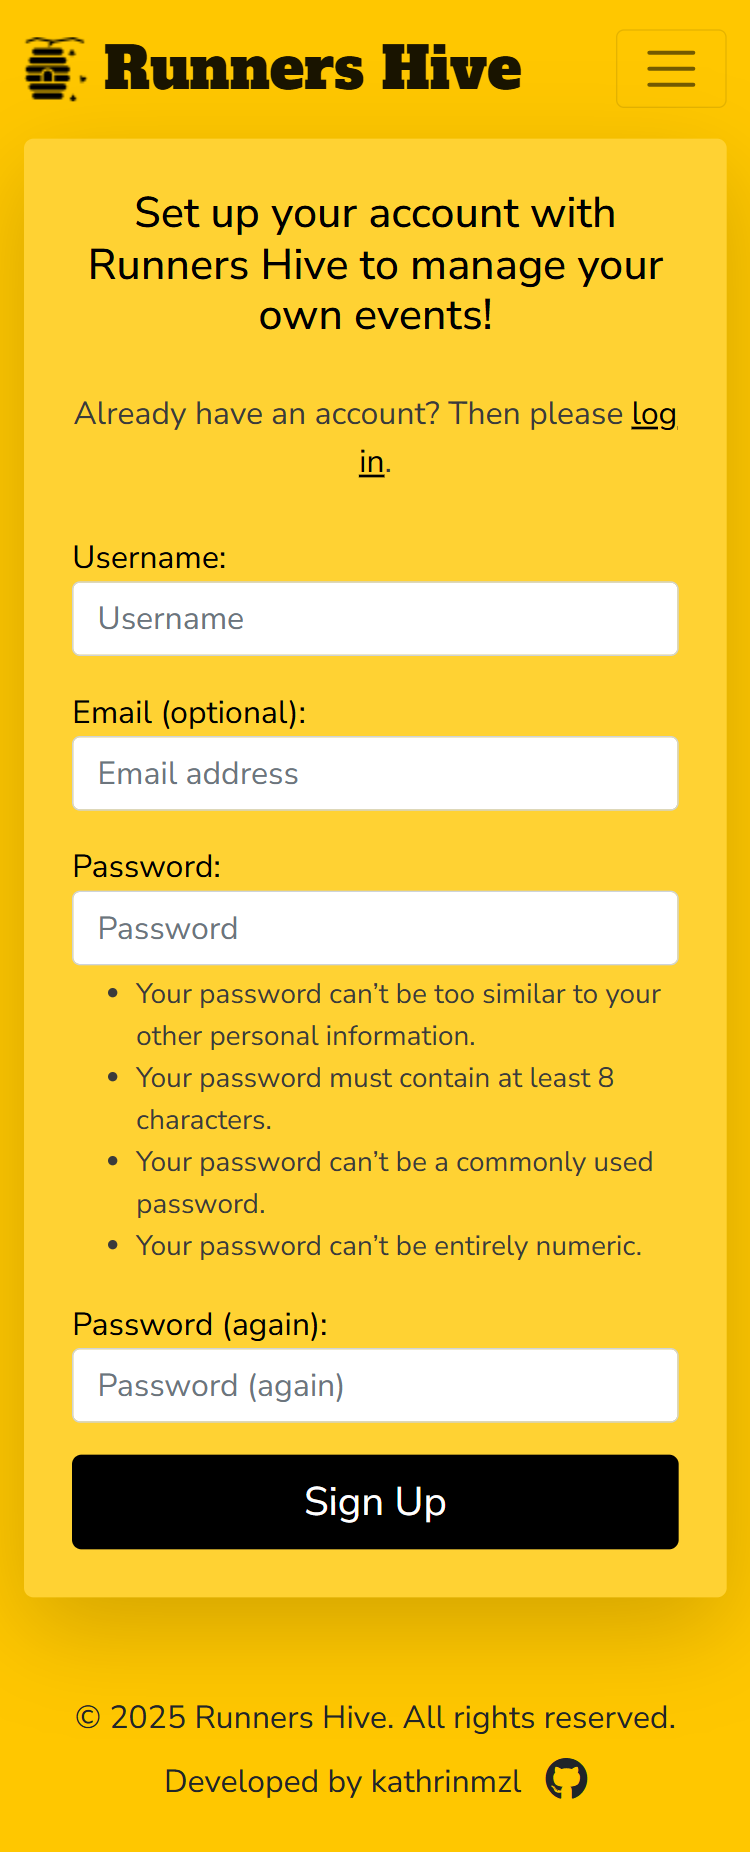 Runners Hive
Set up your account with
Runners Hive to manage your
own events!
Already have an account? Then please log
in.
Username:
Username
Email (optional):
Email address
Password:
Password
• Your password can’t be too similar to your
other personal information.
• Your password must contain at least 8
characters.
• Your password can’t be a commonly used
password.
• Your password can’t be entirely numeric.
Password (again):
Password (again)
Sign Up
© 2025 Runners Hive. All rights reserved.
Developed by kathrinmzl